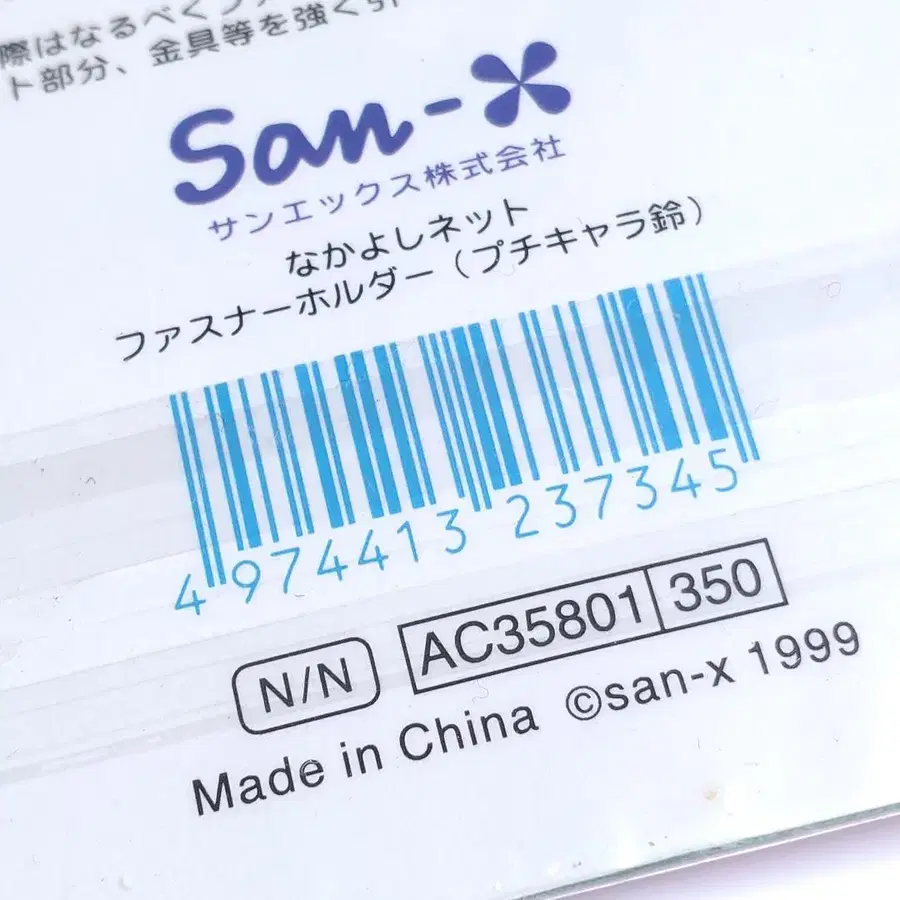 際はなるべくファ
ト部分、金具等を強く引
San-x
サンエックス株式会社
なかよしネット
ファスナーホルダー（プチキャラ鈴）
4 974413 237345
N/N AC35801 350
Made in China ©san-x 1999